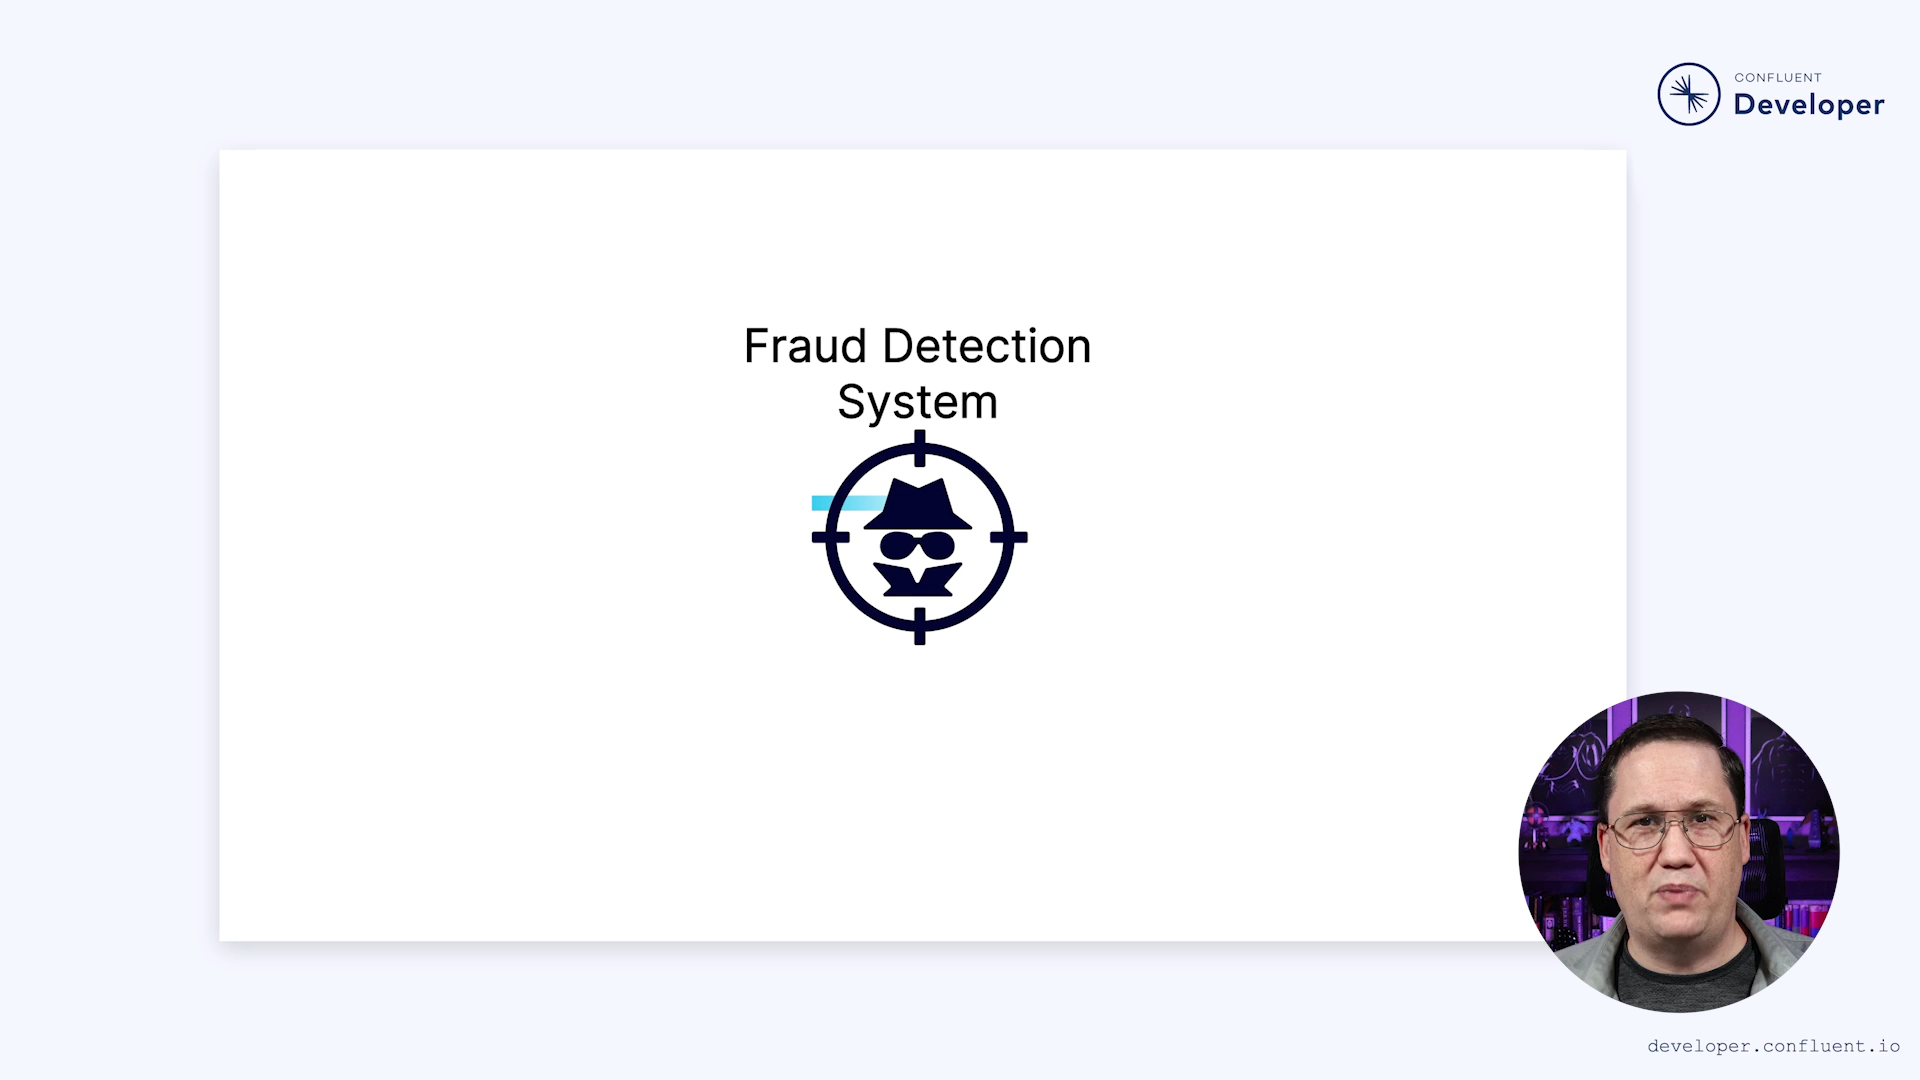 CONFLUENT
Developer
Fraud Detection
System
developer.confluent.io